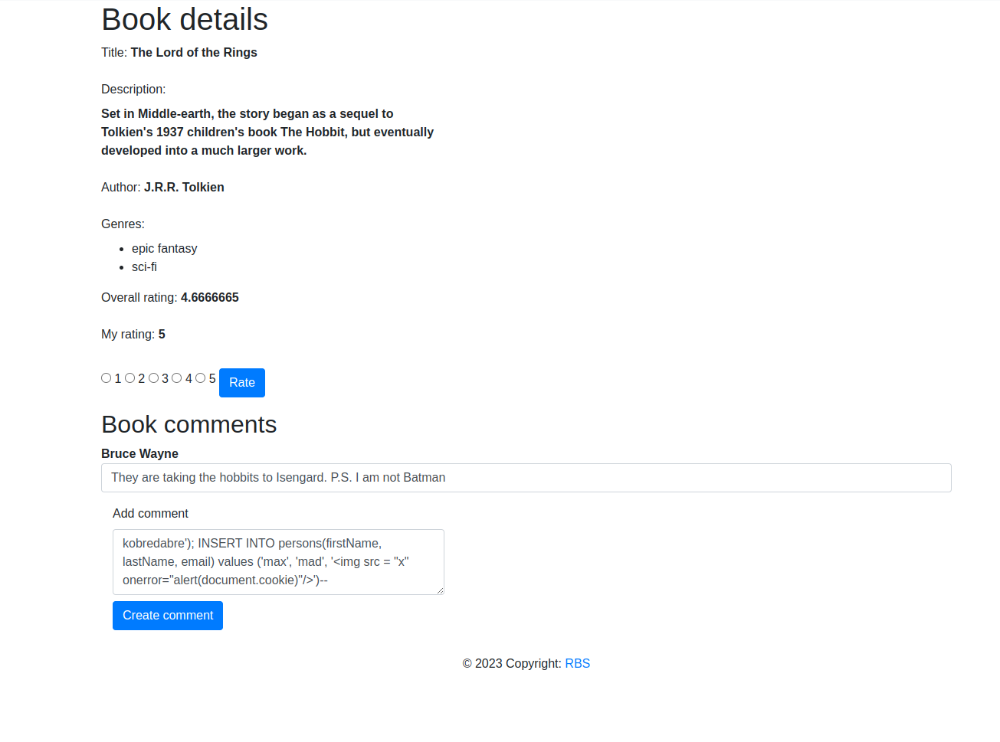 Book details
Title: The Lord of the Rings
Description:
Set in Middle-earth, the story began as a sequel to
Tolkien's 1937 children's book The Hobbit, but eventually
developed into a much larger work.
Author: J.R.R. Tolkien
Genres:
epic fantasy
sci-fi
Overall rating: 4.6666665
My rating: 5
1 2 3 4 5 Rate
Book comments
Bruce Wayne
They are taking the hobbits to Isengard. P.S. I am not Batman
Add comment
kobredabre'); INSERT INTO persons(firstName,
lastName, email) values ('max', 'mad', '<img src = "x"
onerror="alert(document.cookie)"/>')--
Create comment
© 2023 Copyright: RBS